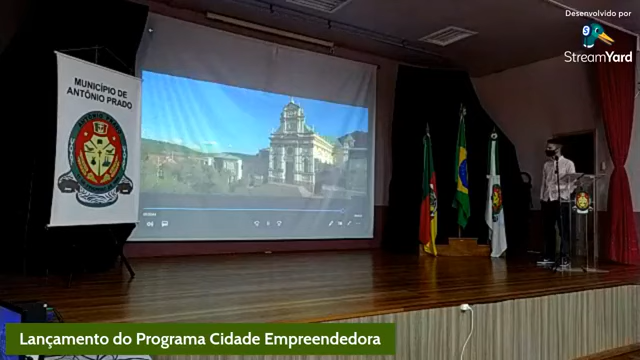 Desenvolvido por
StreamYard
MUNICÍPIO DE
ANTÔNIO PRADO
Lançamento do Programa Cidade Empreendedora